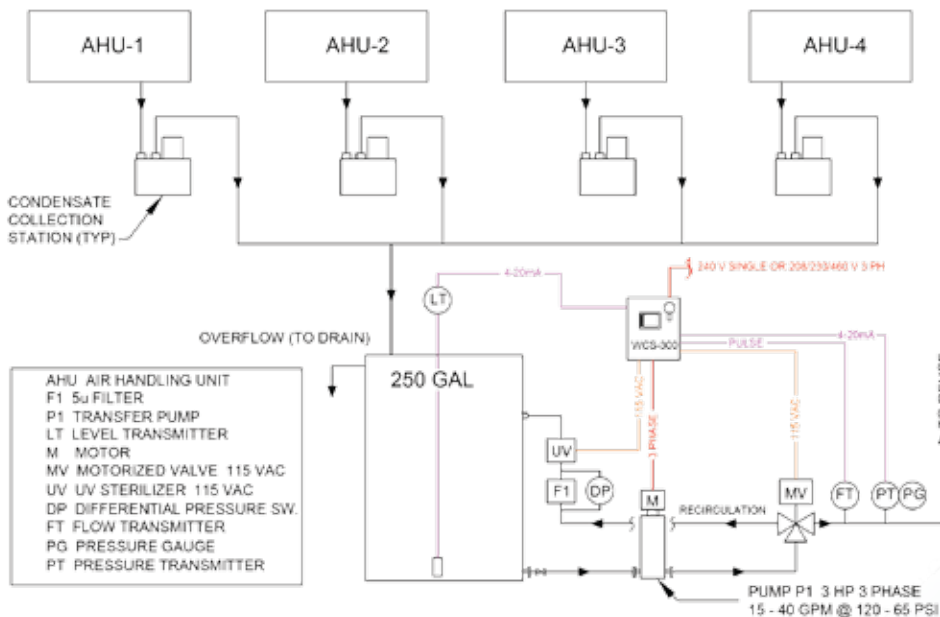 AHU-1
AHU-2
AHU-3
AHU-4
CONDENSATE
COLLECTION
STATION (TYP)
4-20mA
240 V SINGLE OR 208/230/460 V 3 PH
LT
WCS-300
4-20mA
PULSE
OVERFLOW (TO DRAIN)
250 GAL
115 VAC
3 PHASE
115 VAC
AHU AIR HANDLING UNIT
F1 5u FILTER
P1 TRANSFER PUMP
LT LEVEL TRANSMITTER
M MOTOR
MV MOTORIZED VALVE 115 VAC
UV UV STERILIZER 115 VAC
DP DIFFERENTIAL PRESSURE SW.
FT FLOW TRANSMITTER
PG PRESSURE GAUGE
PT PRESSURE TRANSMITTER
UV
F1
DP
M
MV
FT
PT
PG
RECIRCULATION
PUMP P1 3 HP 3 PHASE
15 - 40 GPM @ 120 - 65 PSI